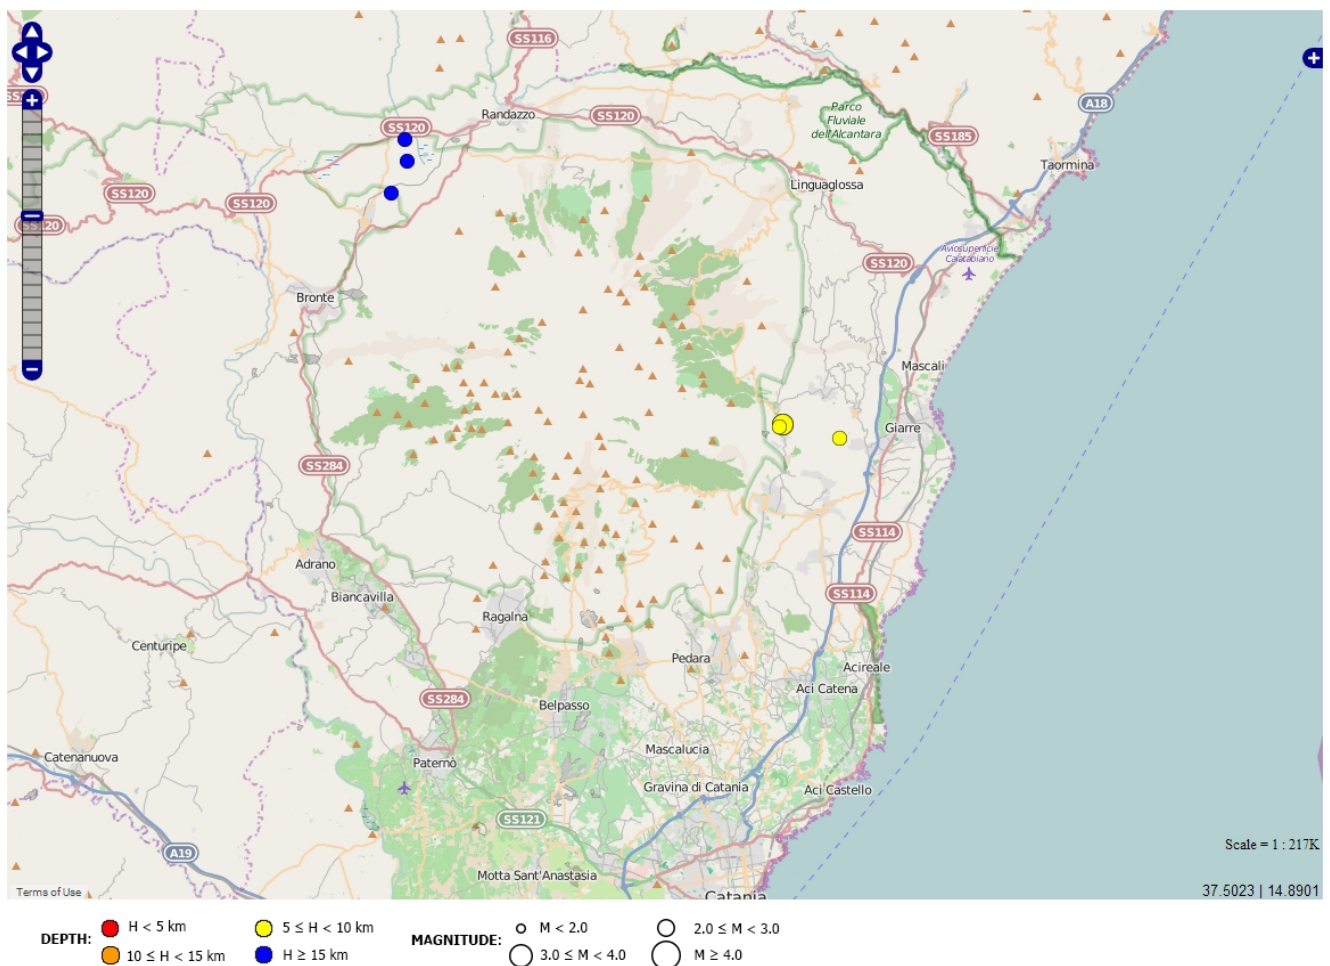 SS116
A18
SS120
Randazzo
SS120
Parco
Fluviale
dell'Alcantara
SS185
Taormina
SS120
SS120
Linguaglossa
SS120
Aviosuperficie
Calatabiano
SS120
Bronte
Mascali
Giarre
SS284
SS114
Adrano
Biancavilla
SS114
Ragalna
Centuripe
Pedara
Acireale
Aci Catena
SS284
Belpasso
Mascalucia
Catenanuova
Paternò
Gravina di Catania
Aci Castello
SS121
Scale = 1 : 217K
A19
Motta Sant'Anastasia
Terms of Use
Catania
37.5023 | 14.8901
DEPTH:
H < 5 km
5 ≤ H < 10 km
10 ≤ H < 15 km
H ≥ 15 km
MAGNITUDE:
M < 2.0
2.0 ≤ M < 3.0
3.0 ≤ M < 4.0
M ≥ 4.0